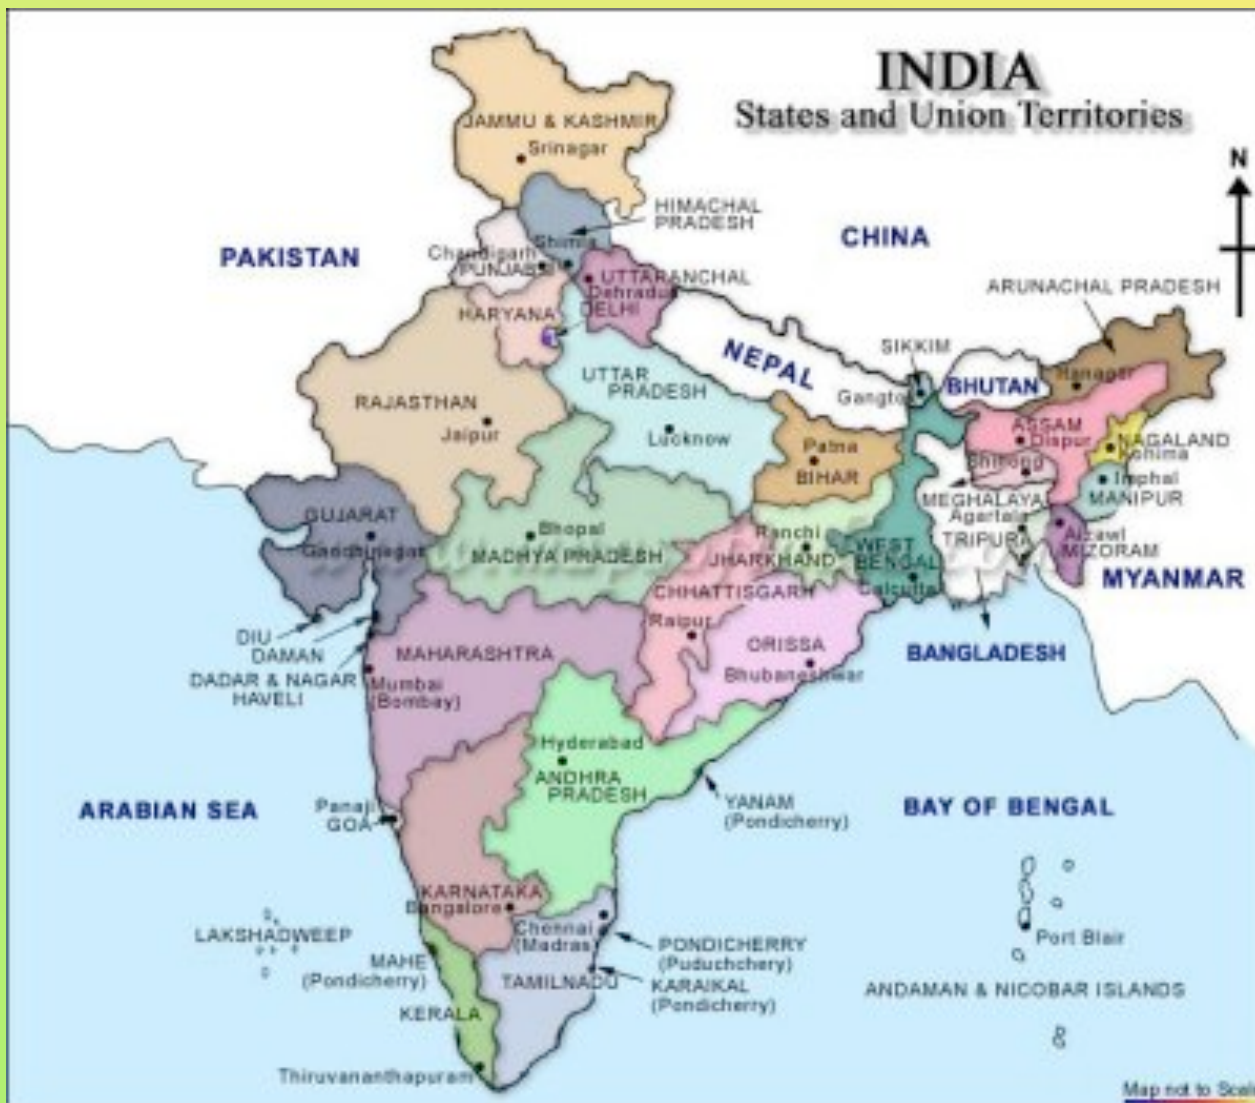 INDIA
States and Union Territories
N
JAMMU & KASHMIR
Srinagar
HIMACHAL
PRADESH
CHINA
PAKISTAN
Shimla
Chandigarh
PUNJAB
UTTARANCHAL
Dehradun
DELHI
HARYANA
ARUNACHAL PRADESH
NEPAL
SIKKIM
BHUTAN
Gangto
UTTAR
PRADESH
Lucknow
RAJASTHAN
Jaipur
ASSAM
Dispur
NAGALAND
Kohima
Patna
BIHAR
Shillong
Imphal
MANIPUR
MEGHALAYA
Agartala
TRIPURA
Aizawl
MIZORAM
MYANMAR
GUJARAT
Gandhinagar
Bhopal
MADHYA PRADESH
Ranchi
JHARKHAND
WEST
BENGAL
Calcutta
CHHATTISGARH
Raipur
ORISSA
Bhubaneshwar
BANGLADESH
DIU
DAMAN
DADAR & NAGAR
HAVELI
MAHARASHTRA
Mumbai
(Bombay)
Hyderabad
ANDHRA
PRADESH
YANAM
(Pondicherry)
ARABIAN SEA
BAY OF BENGAL
Panaji
GOA
KARNATAKA
Bangalore
Chennai
(Madras)
PONDICHERRY
(Puduchchery)
LAKSHADWEEP
MAHE
(Pondicherry)
TAMILNADU
KARAIKAL
(Pondicherry)
KERALA
Thiruvananthapuram
Port Blair
ANDAMAN & NICOBAR ISLANDS
Map not to Scale